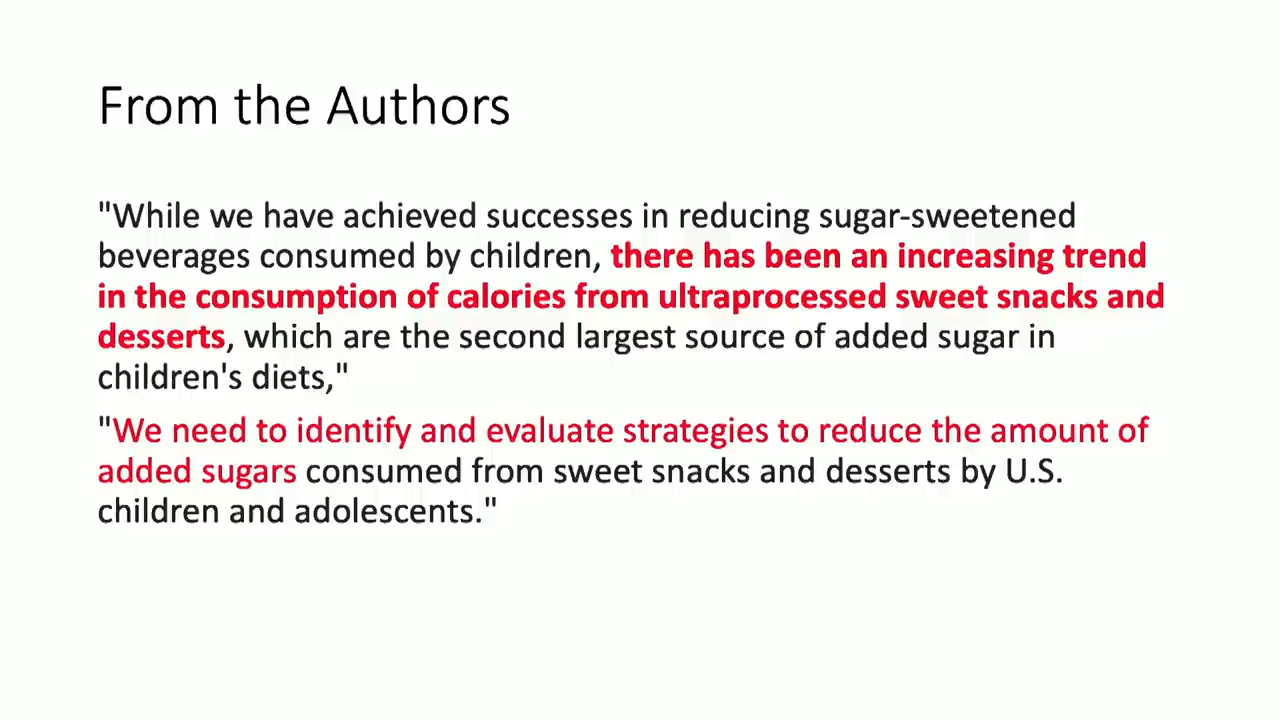 From the Authors
"While we have achieved successes in reducing sugar-sweetened
beverages consumed by children, there has been an increasing trend
in the consumption of calories from ultraprocessed sweet snacks and
desserts, which are the second largest source of added sugar in
children's diets,"
"We need to identify and evaluate strategies to reduce the amount of
added sugars consumed from sweet snacks and desserts by U.S.
children and adolescents."